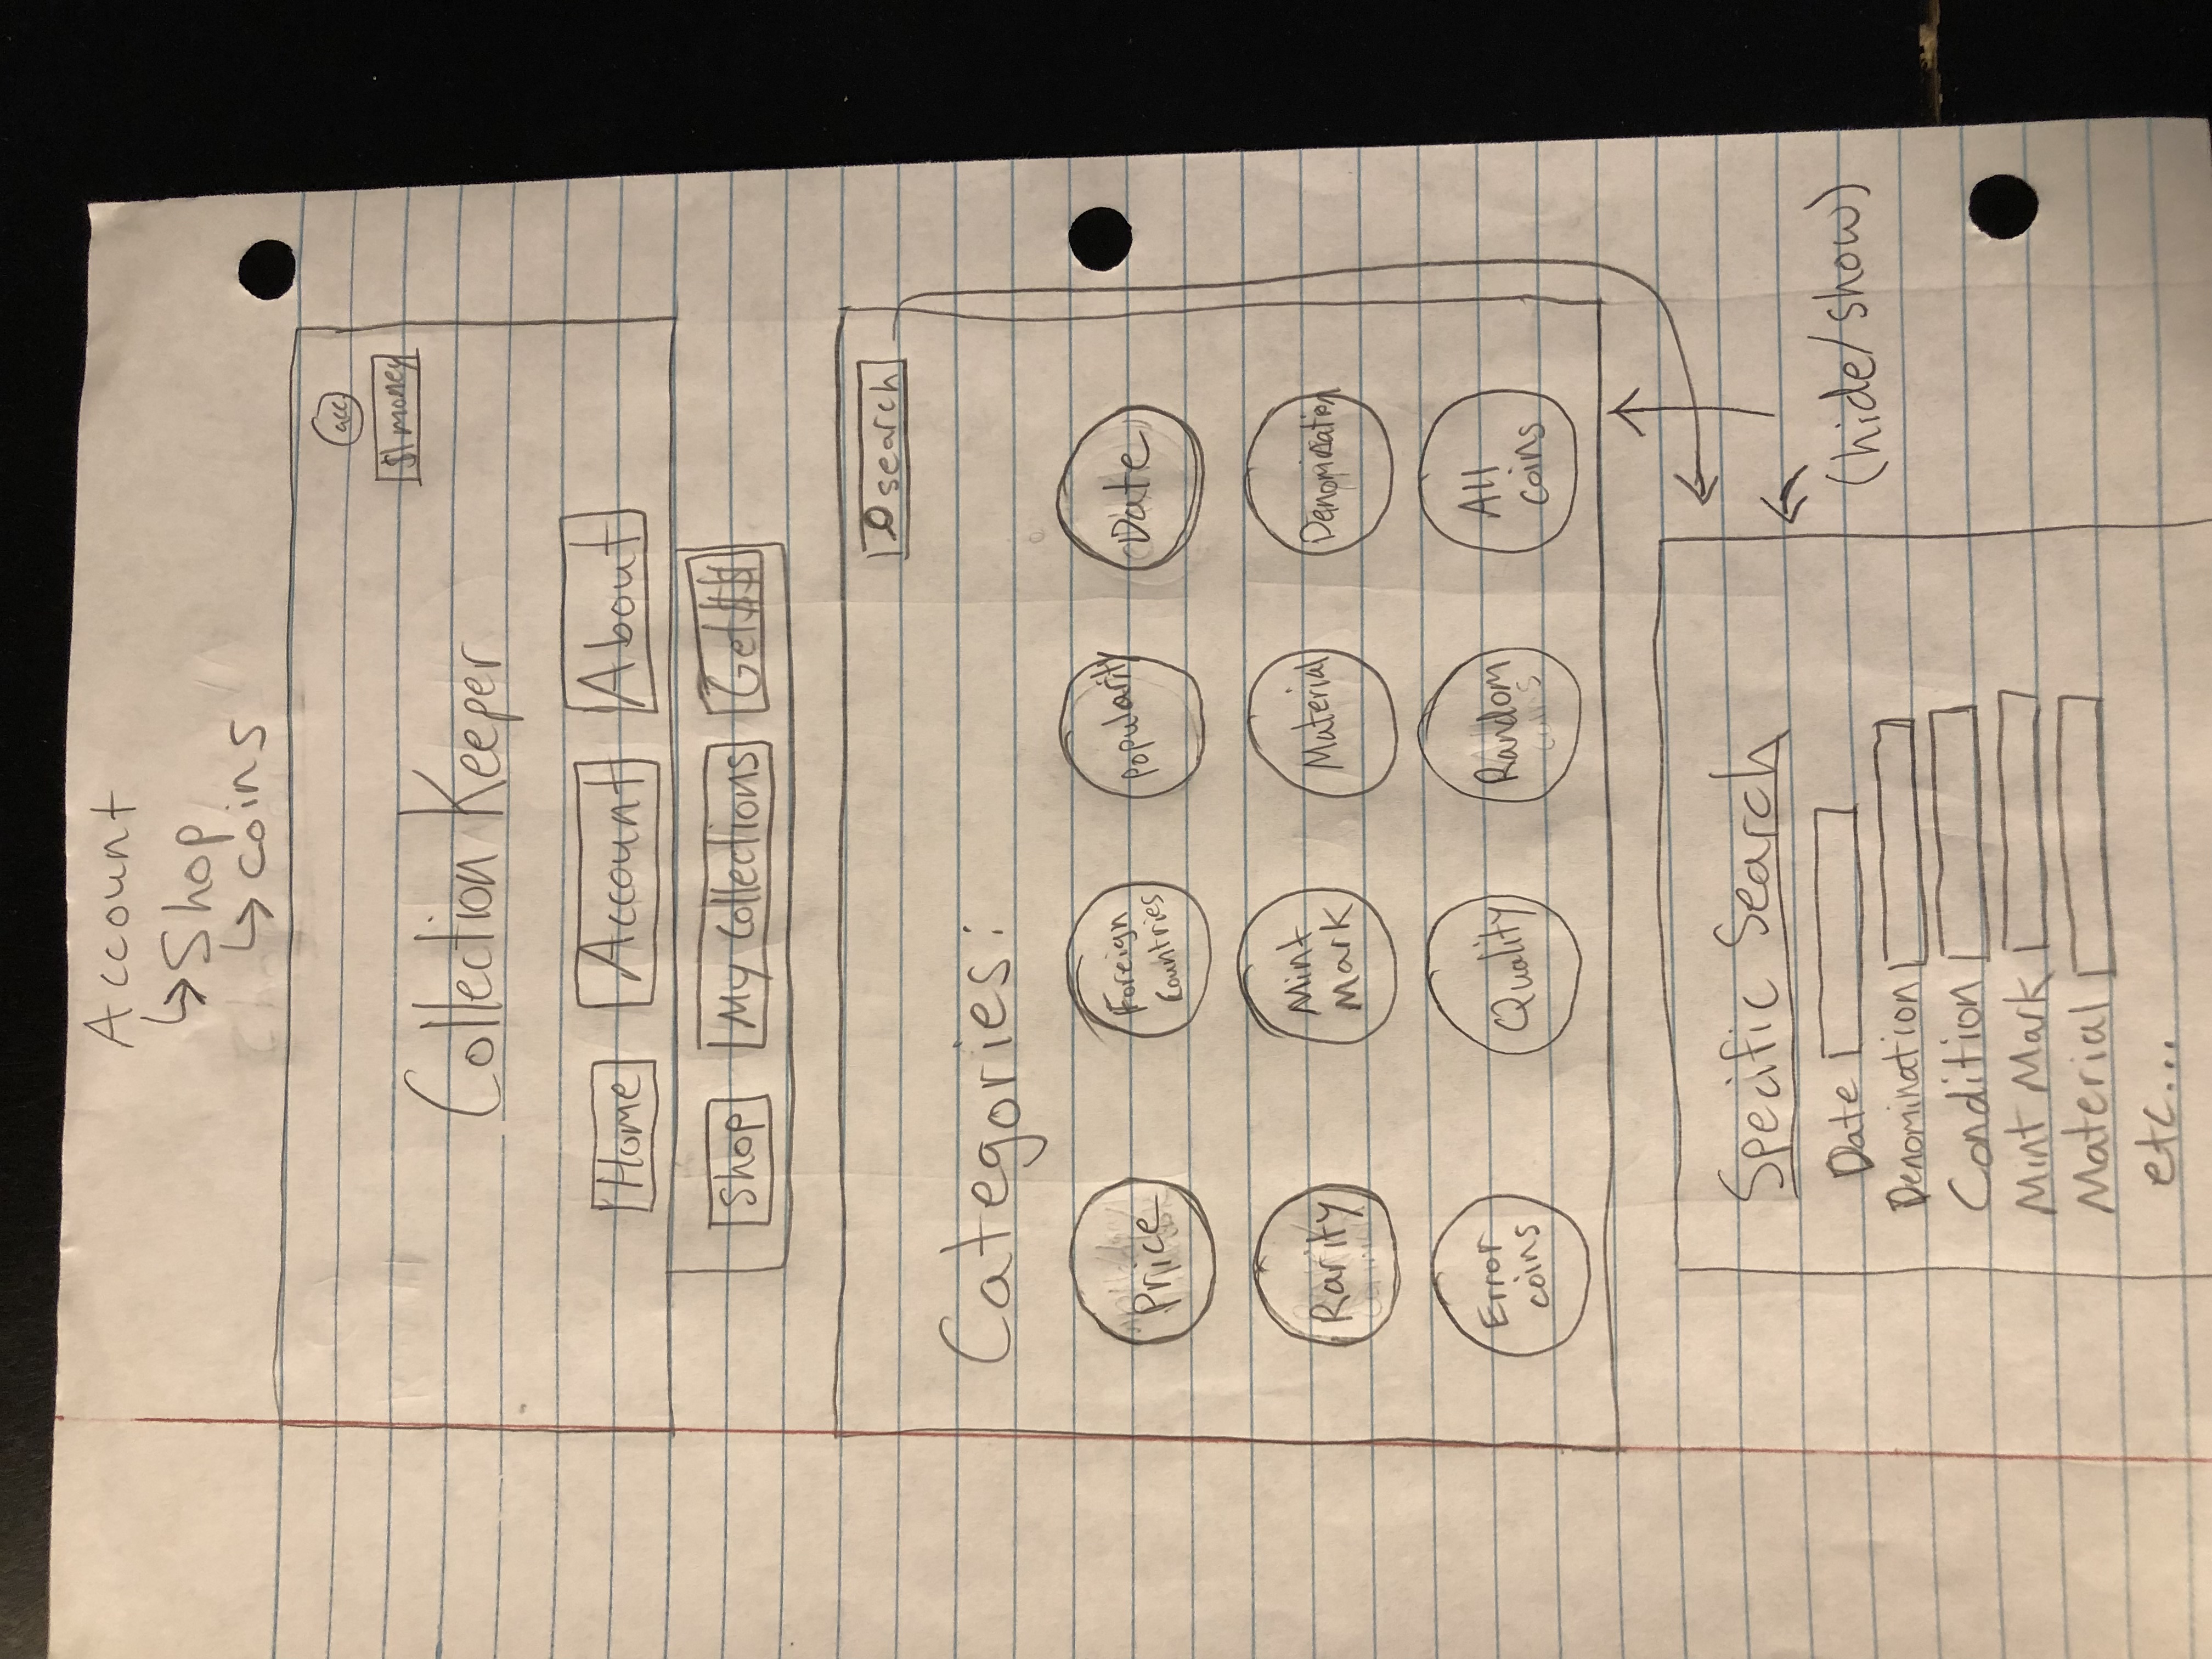 Account
↳ Shop
↳ coins
acc.
$| money
Collection Keeper
Home Account About
Shop My Collections Get $$
search
Categories:
Price Foreign Countries Popularity Date
Rarity Mint Mark Material Denomination
Error coins Quality Random All coins
Specific Search
Date
Denomination
(hide/show)
Condition
Mint Mark
Material
etc...